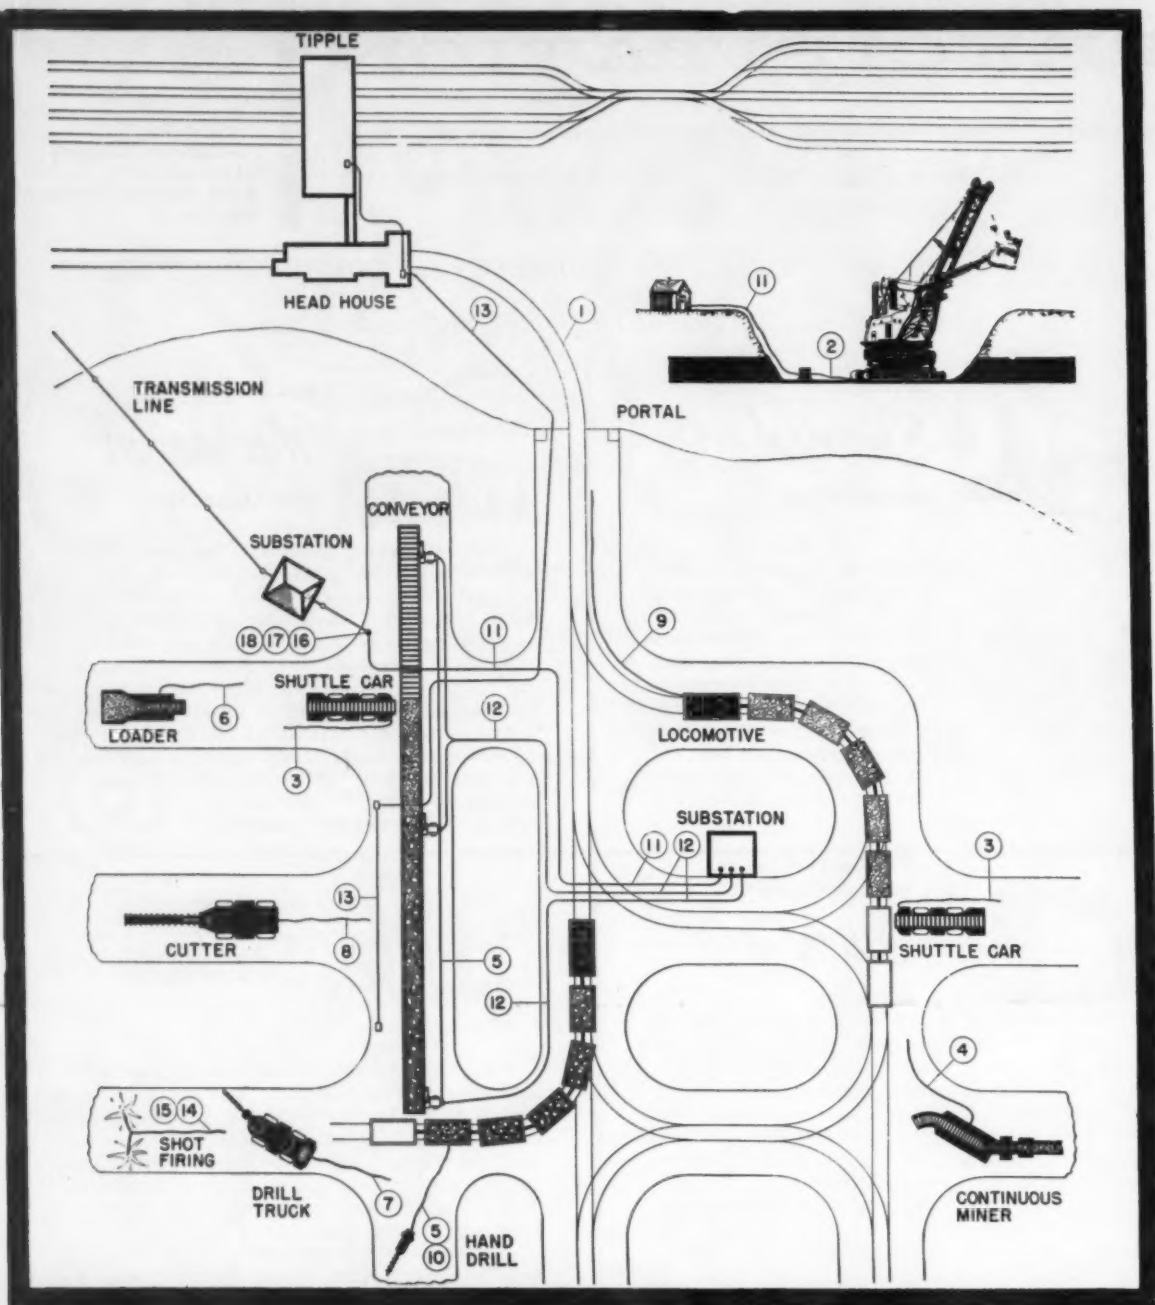 TIPPLE
HEAD HOUSE
13
1
11
2
TRANSMISSION
LINE
PORTAL
CONVEYOR
SUBSTATION
18 17 16
11
9
SHUTTLE CAR
6
LOADER
12
LOCOMOTIVE
3
SUBSTATION
11 12
3
13
CUTTER
8
SHUTTLE CAR
5
12
4
15 14
SHOT
FIRING
7
DRILL
TRUCK
5
10
HAND
DRILL
CONTINUOUS
MINER